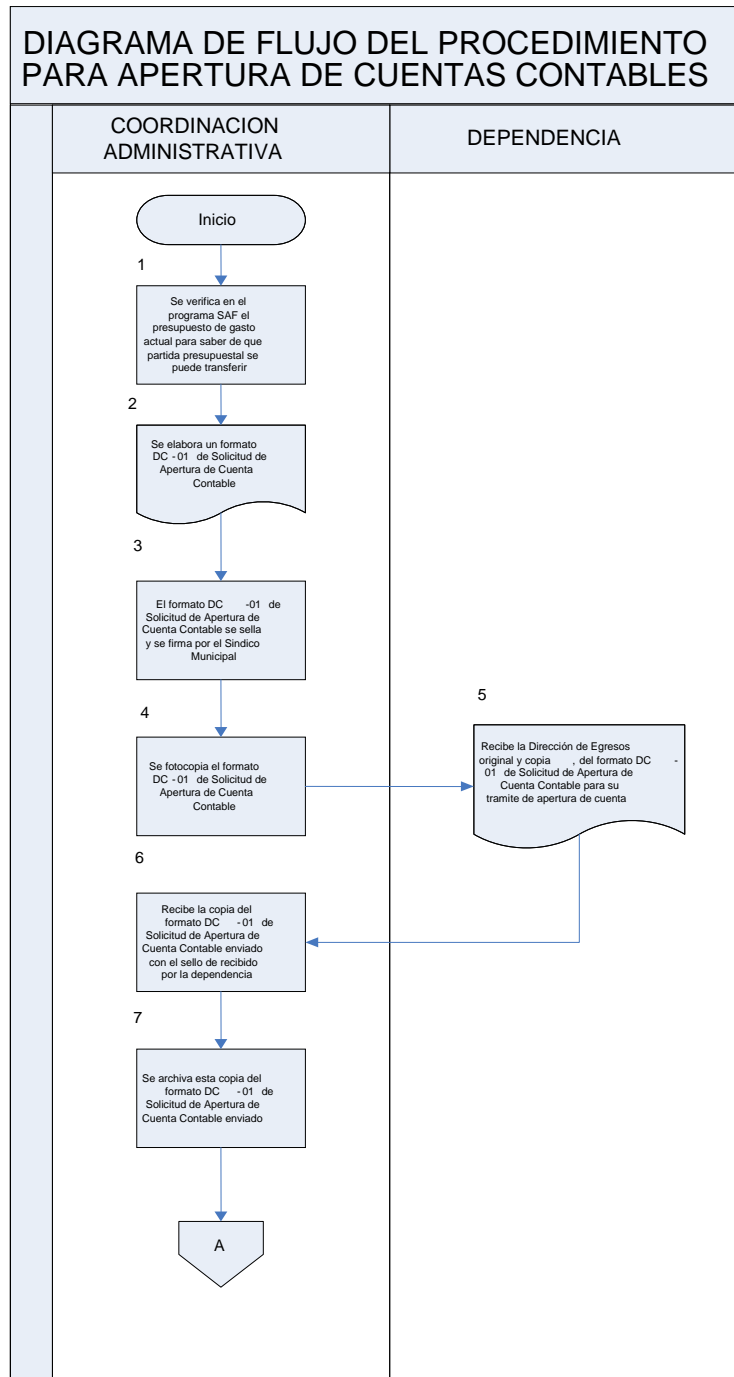 DIAGRAMA DE FLUJO DEL PROCEDIMIENTO
PARA APERTURA DE CUENTAS CONTABLES
COORDINACION
ADMINISTRATIVA
DEPENDENCIA
Inicio
1
Se verifica en el
programa SAF el
presupuesto de gasto
actual para saber de que
partida presupuestal se
puede transferir
2
Se elabora un formato
DC -01 de Solicitud de
Apertura de Cuenta
Contable
3
El formato DC -01 de
Solicitud de Apertura de
Cuenta Contable se sella
y se firma por el Sindico
Municipal
4
Se fotocopia el formato
DC -01 de Solicitud de
Apertura de Cuenta
Contable
5
Recibe la Dirección de Egresos
original y copia , del formato DC -
01 de Solicitud de Apertura de
Cuenta Contable para su
tramite de apertura de cuenta
6
Recibe la copia del
formato DC -01 de
Solicitud de Apertura de
Cuenta Contable enviado
con el sello de recibido
por la dependencia
7
Se archiva esta copia del
formato DC -01 de
Solicitud de Apertura de
Cuenta Contable enviado
A